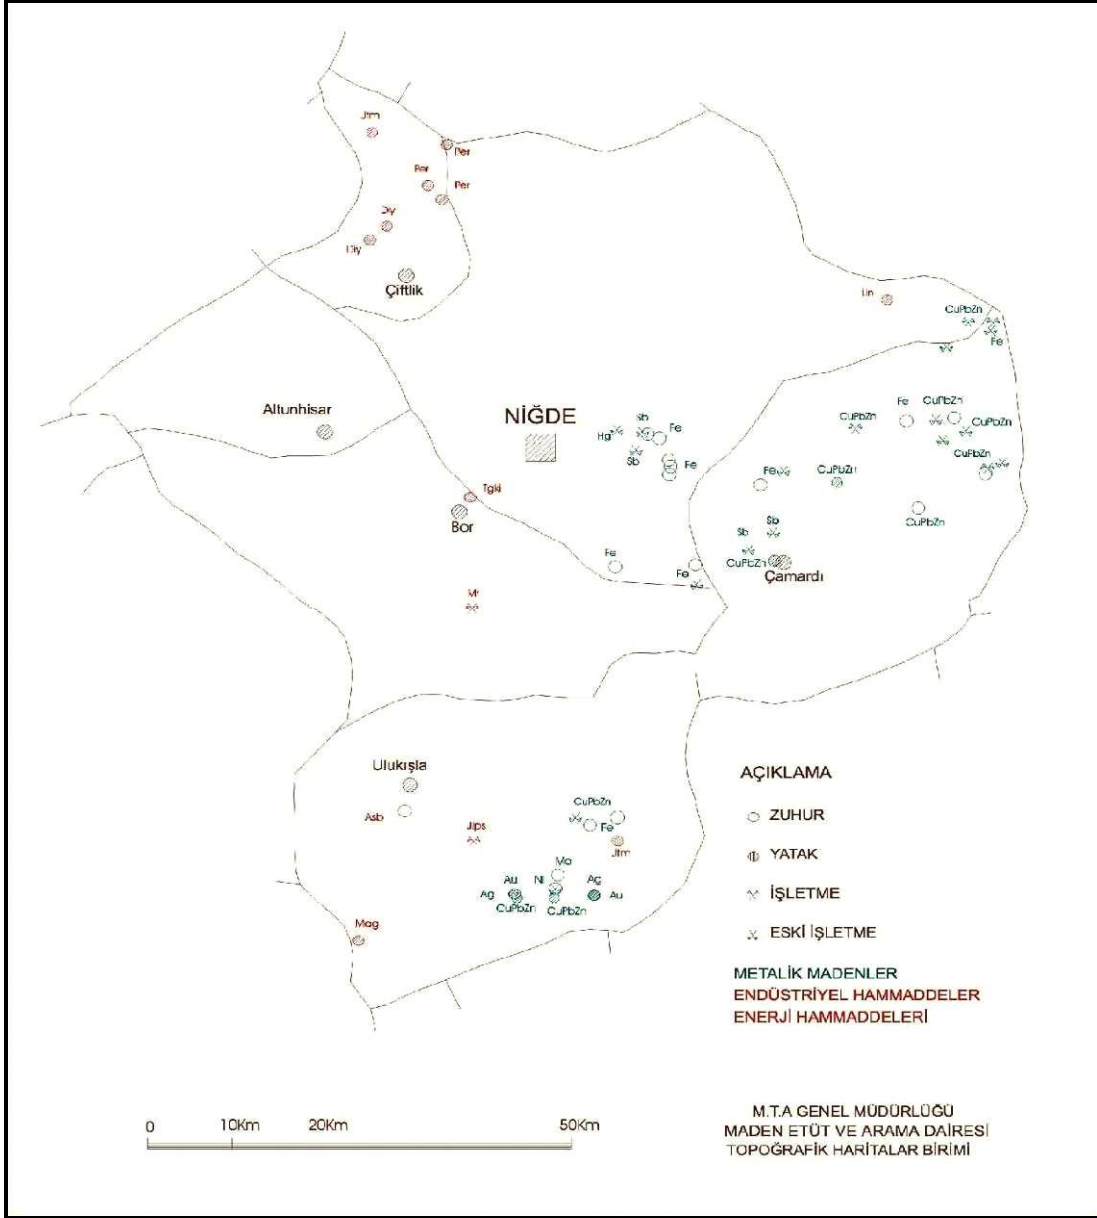 Jtm
Per
Per
Per
Diy
Diy
Çiftlik
Lin
CuPbZn
Fe
Altunhisar
NİĞDE
Sb
Fe
Hg
Sb
Fe
CuPbZn
Fe
CuPbZn
CuPbZn
CuPbZn
Fe
CuPbZn
CuPbZn
Tgki
Bor
Sb
Sb
CuPbZn
Çamardı
Fe
Fe
Mr
Ulukışla
Asb
Jips
CuPbZn
Fe
Jtm
Mo
Au
Ni
Ag
Ag
Au
CuPbZn
CuPbZn
Mag
AÇIKLAMA
ZUHUR
YATAK
İŞLETME
ESKİ İŞLETME
METALİK MADENLER
ENDÜSTRİYEL HAMMADDELER
ENERJİ HAMMADDELERİ
0 10Km 20Km 50Km
M.T.A GENEL MÜDÜRLÜĞÜ
MADEN ETÜT VE ARAMA DAİRESİ
TOPOĞRAFİK HARİTALAR BİRİMİ